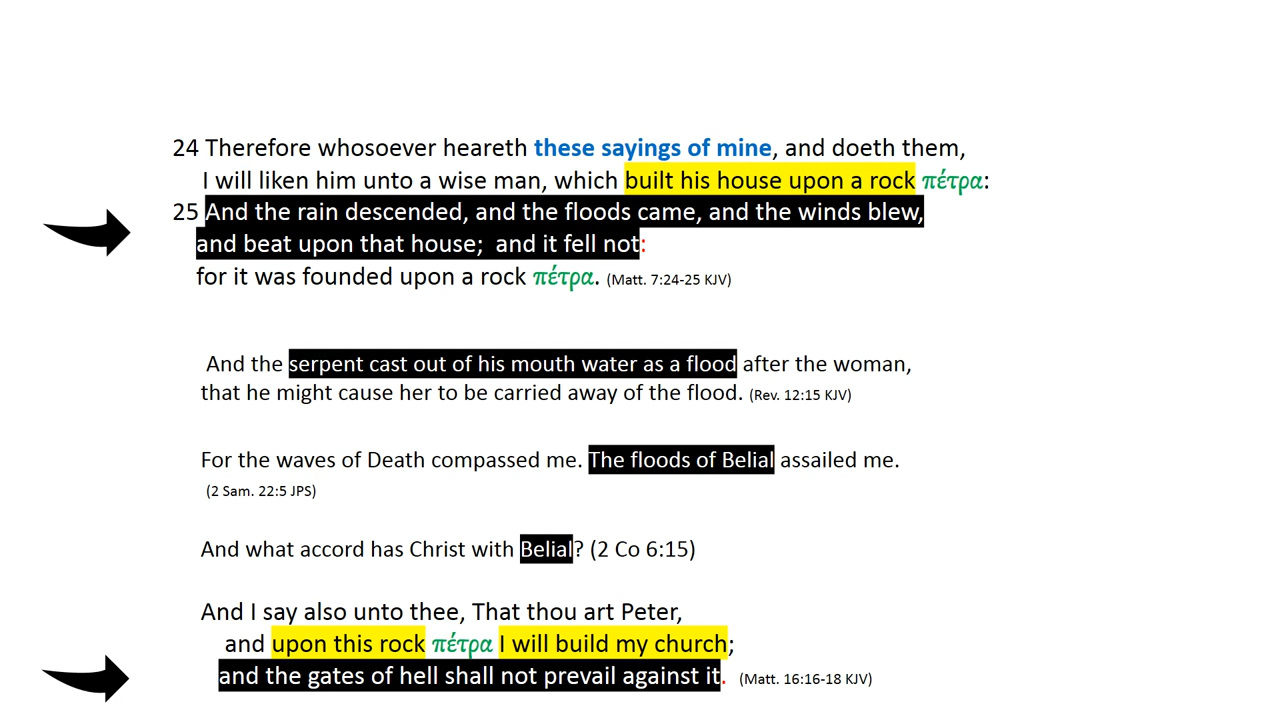 24 Therefore whosoever heareth these sayings of mine, and doeth them,
I will liken him unto a wise man, which built his house upon a rock πέτρα:
25 And the rain descended, and the floods came, and the winds blew,
and beat upon that house; and it fell not:
for it was founded upon a rock πέτρα. (Matt. 7:24-25 KJV)
And the serpent cast out of his mouth water as a flood after the woman,
that he might cause her to be carried away of the flood. (Rev. 12:15 KJV)
For the waves of Death compassed me. The floods of Belial assailed me.
(2 Sam. 22:5 JPS)
And what accord has Christ with Belial? (2 Co 6:15)
And I say also unto thee, That thou art Peter,
and upon this rock πέτρα I will build my church;
and the gates of hell shall not prevail against it. (Matt. 16:16-18 KJV)